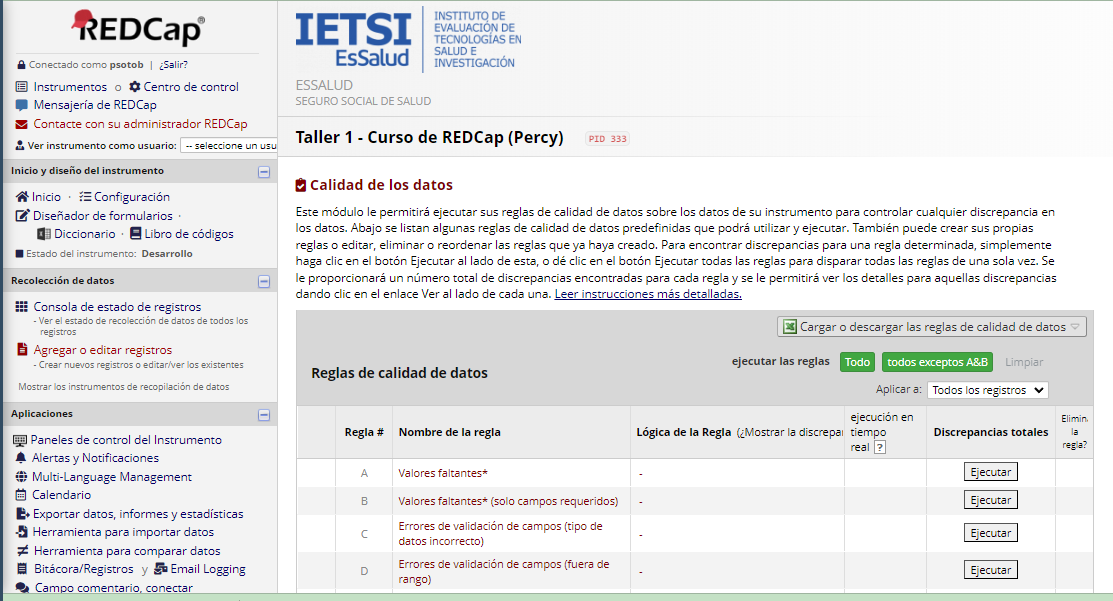 REDCap®
Conectado como psotob | ¿Salir?
Instrumentos o Centro de control
Mensajería de REDCap
Contacte con su administrador REDCap
Ver instrumento como usuario: -- seleccione un usu
Inicio y diseño del instrumento
Inicio · Configuración
Diseñador de formularios ·
Diccionario · Libro de códigos
Estado del instrumento: Desarrollo
Recolección de datos
Consola de estado de registros
- Ver el estado de recolección de datos de todos los
registros
Agregar o editar registros
- Crear nuevos registros o editar/ver los existentes
Mostrar los instrumentos de recopilación de datos
Aplicaciones
Paneles de control del Instrumento
Alertas y Notificaciones
Multi-Language Management
Calendario
Exportar datos, informes y estadísticas
Herramienta para importar datos
Herramienta para comparar datos
Bitácora/Registros y Email Logging
Campo comentario, conectar
IETSI
EsSalud
INSTITUTO DE
EVALUACIÓN DE
TECNOLOGÍAS EN
SALUD E
INVESTIGACIÓN
ESSALUD
SEGURO SOCIAL DE SALUD
Taller 1 - Curso de REDCap (Percy) PID 333
Calidad de los datos
Este módulo le permitirá ejecutar sus reglas de calidad de datos sobre los datos de su instrumento para controlar cualquier discrepancia en
los datos. Abajo se listan algunas reglas de calidad de datos predefinidas que podrá utilizar y ejecutar. También puede crear sus propias
reglas o editar, eliminar o reordenar las reglas que ya haya creado. Para encontrar discrepancias para una regla determinada, simplemente
haga clic en el botón Ejecutar al lado de esta, o dé clic en el botón Ejecutar todas las reglas para disparar todas las reglas de una sola vez. Se
le proporcionará un número total de discrepancias encontradas para cada regla y se le permitirá ver los detalles para aquellas discrepancias
dando clic en el enlace Ver al lado de cada una. Leer instrucciones más detalladas.
Cargar o descargar las reglas de calidad de datos
Reglas de calidad de datos
ejecutar las reglas Todo todos exceptos A&B Limpiar
Aplicar a: Todos los registros
Regla # Nombre de la regla Lógica de la Regla (¿Mostrar la discrepan
ejecución en
tiempo
real ?
Discrepancias totales
Elimin.
la
regla?
A Valores faltantes* - Ejecutar
B Valores faltantes* (solo campos requeridos) - Ejecutar
C Errores de validación de campos (tipo de
datos incorrecto) - Ejecutar
D Errores de validación de campos (fuera de
rango) - Ejecutar